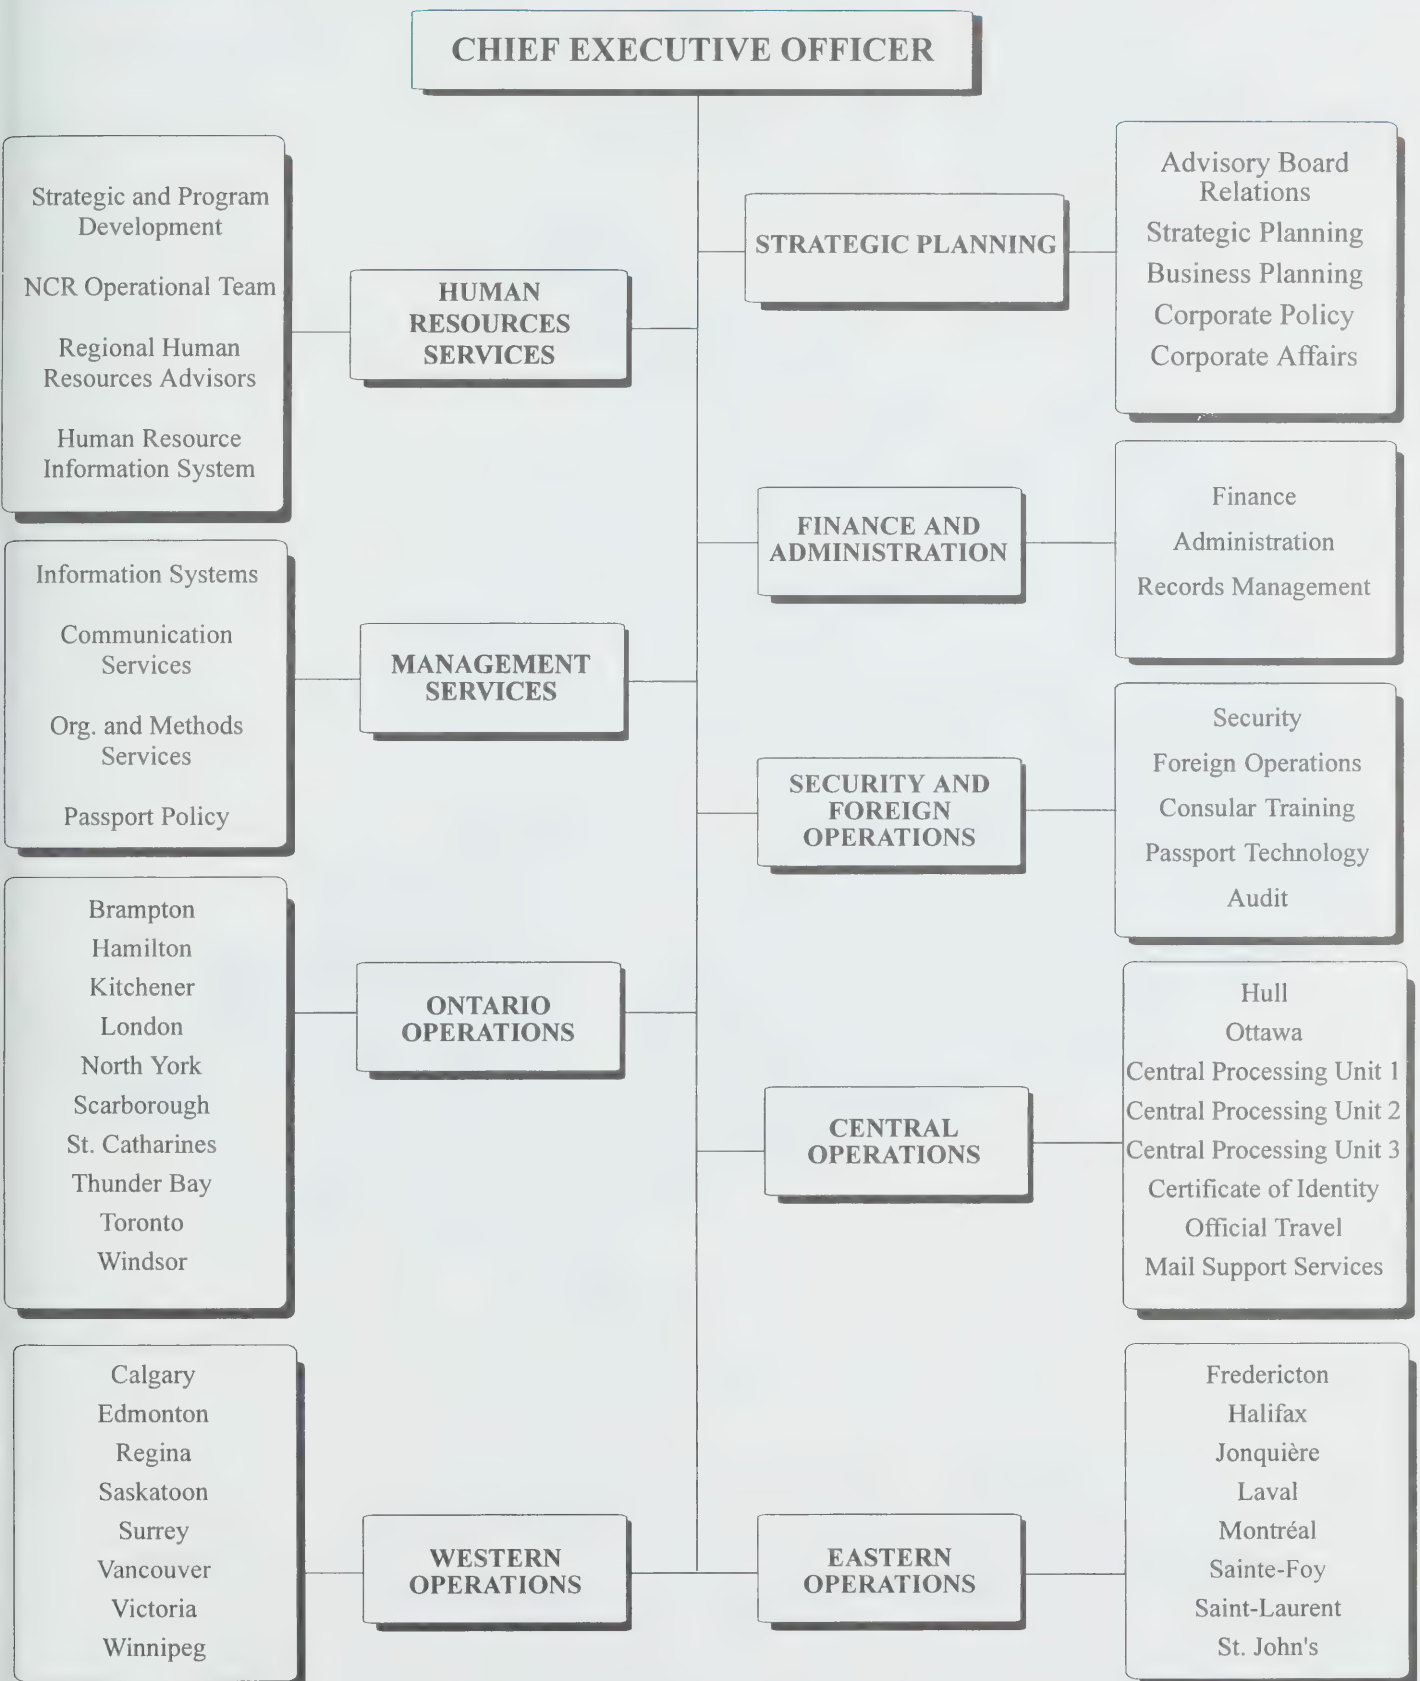 CHIEF EXECUTIVE OFFICER
Strategic and Program
Development
NCR Operational Team
Regional Human
Resources Advisors
Human Resource
Information System
HUMAN
RESOURCES
SERVICES
STRATEGIC PLANNING
Advisory Board
Relations
Strategic Planning
Business Planning
Corporate Policy
Corporate Affairs
FINANCE AND
ADMINISTRATION
Finance
Administration
Records Management
Information Systems
Communication
Services
Org. and Methods
Services
Passport Policy
MANAGEMENT
SERVICES
SECURITY AND
FOREIGN
OPERATIONS
Security
Foreign Operations
Consular Training
Passport Technology
Audit
Brampton
Hamilton
Kitchener
London
North York
Scarborough
St. Catharines
Thunder Bay
Toronto
Windsor
ONTARIO
OPERATIONS
CENTRAL
OPERATIONS
Hull
Ottawa
Central Processing Unit 1
Central Processing Unit 2
Central Processing Unit 3
Certificate of Identity
Official Travel
Mail Support Services
Calgary
Edmonton
Regina
Saskatoon
Surrey
Vancouver
Victoria
Winnipeg
WESTERN
OPERATIONS
EASTERN
OPERATIONS
Fredericton
Halifax
Jonquière
Laval
Montréal
Sainte-Foy
Saint-Laurent
St. John's